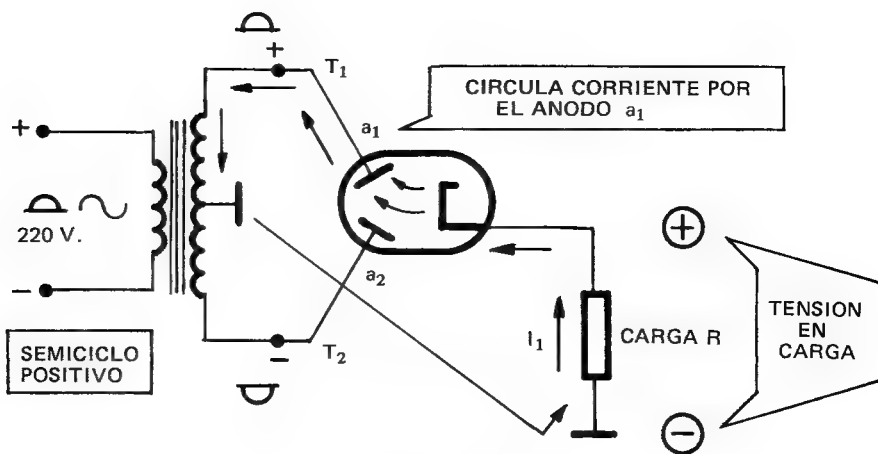 +
T₁
CIRCULA CORRIENTE POR
EL ANODO a₁
a₁
+
220 V.
−
+
a₂
SEMICICLO
POSITIVO
−
T₂
I₁
CARGA R
TENSION
EN
CARGA
−